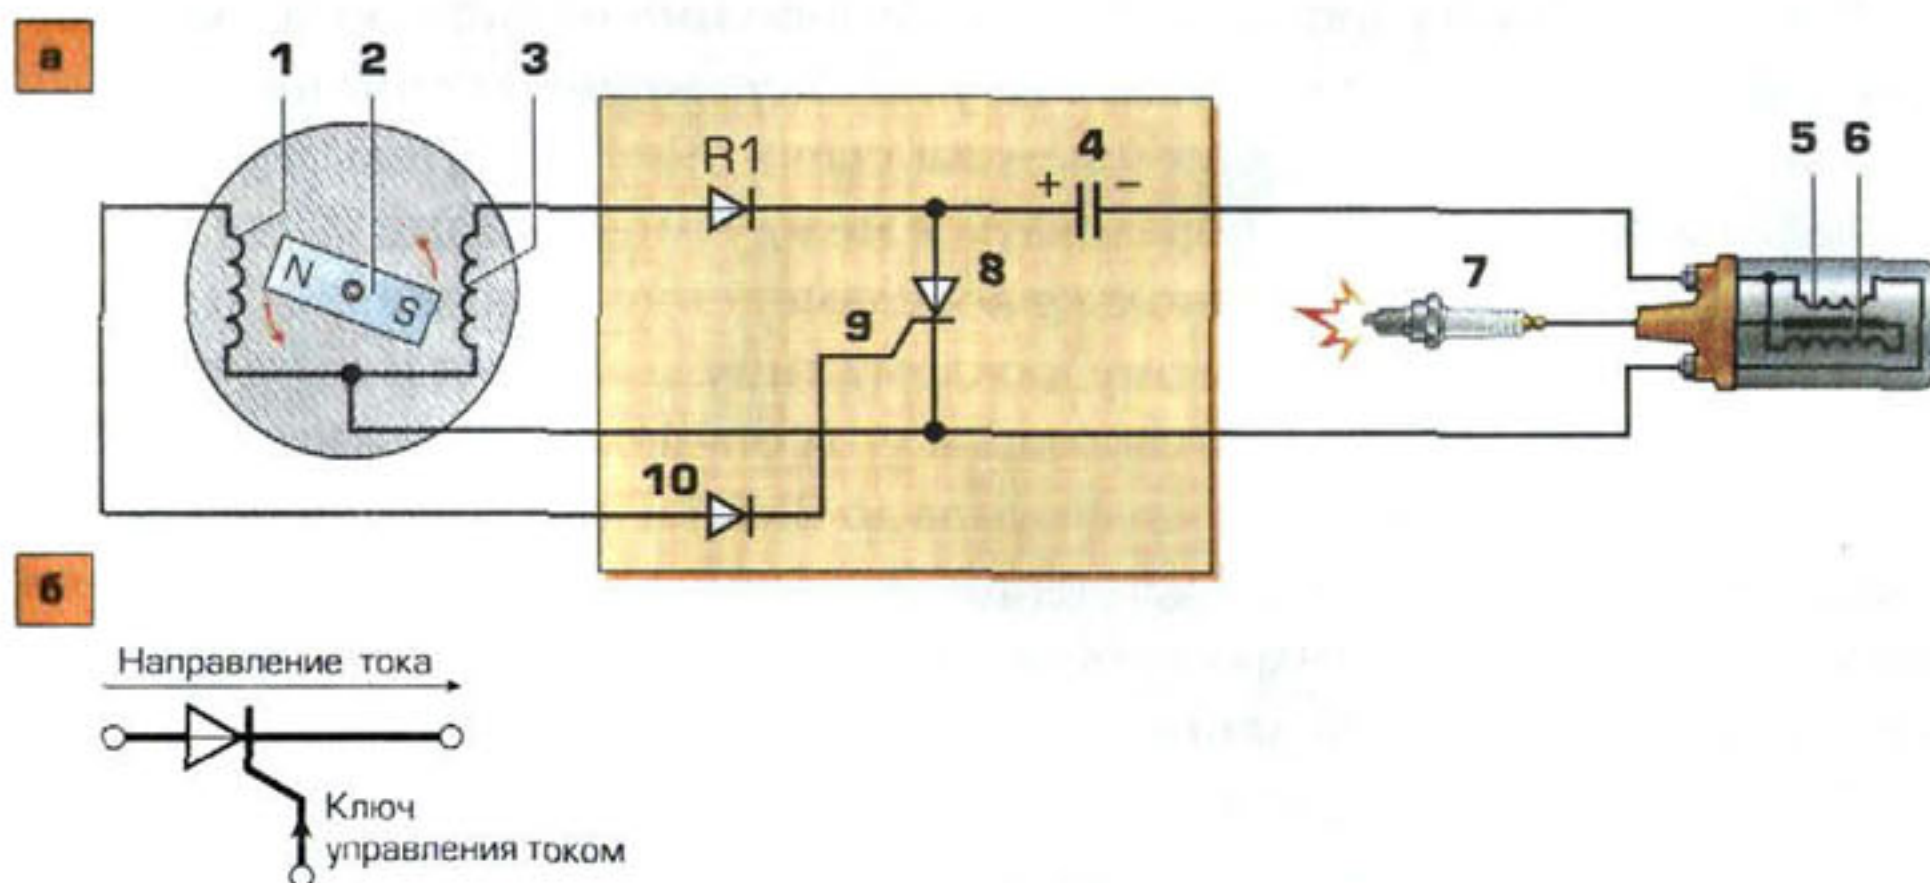 а
1 2 3
R1
4
+ −
5 6
N
S
8
7
9
10
б
Направление тока
Ключ
управления током